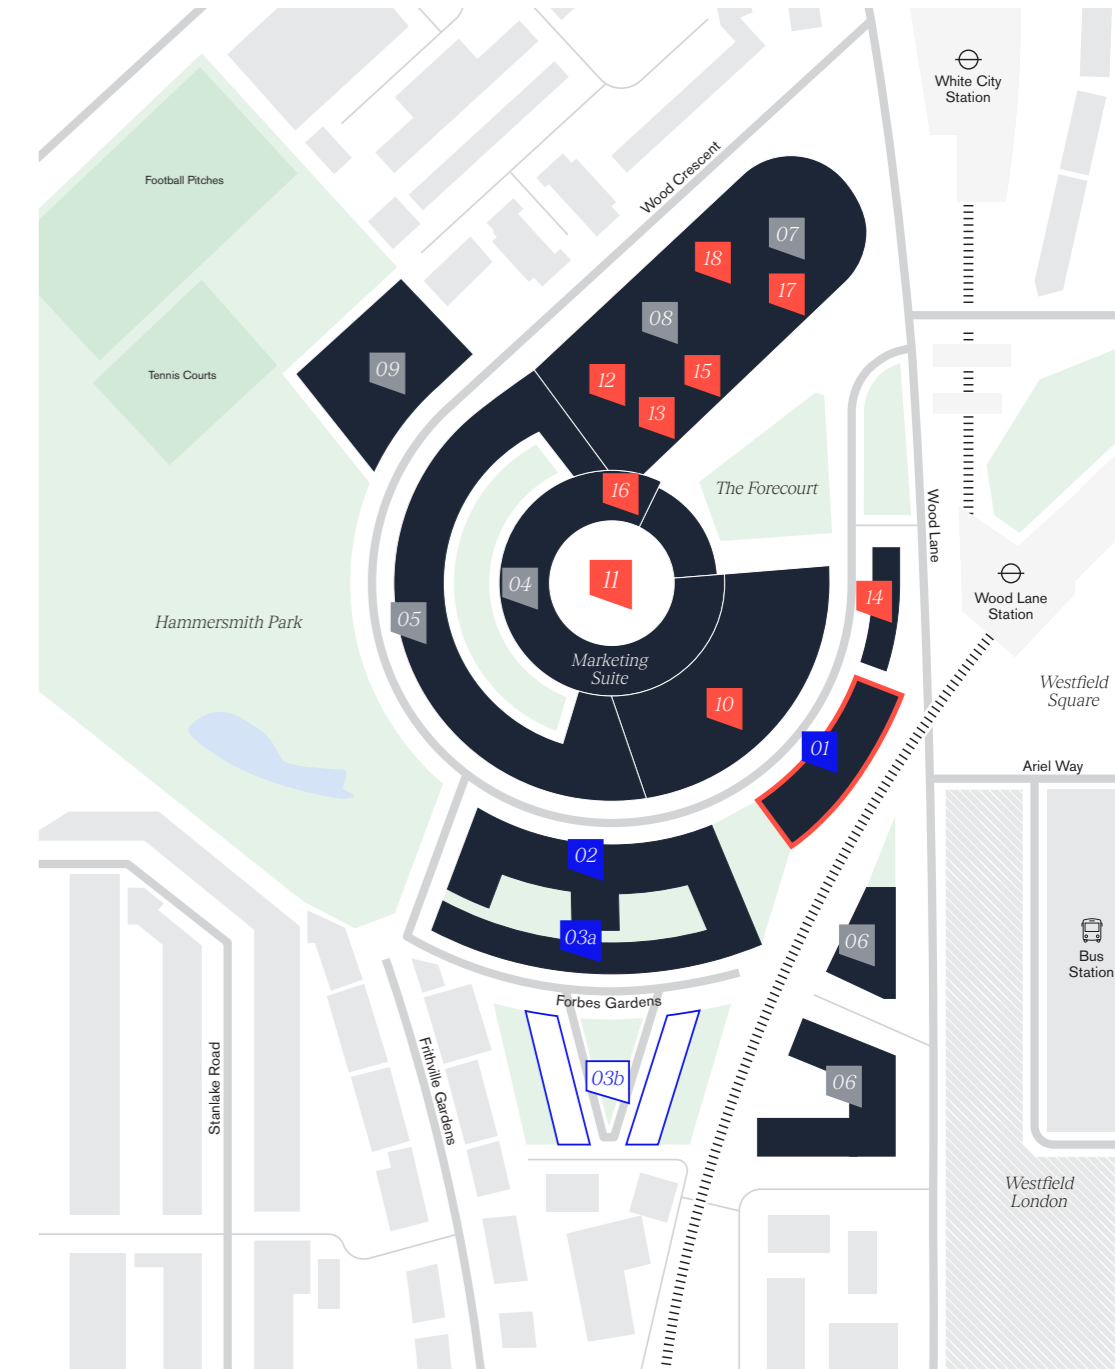 White City
Station
Football Pitches
Wood Crescent
07
18
17
08
09
Tennis Courts
12
15
13
16
The Forecourt
Wood Lane
11
04
14
Wood Lane
Station
05
Hammersmith Park
Marketing
Suite
10
Westfield
Square
01
Ariel Way
02
03a
06
Bus
Station
Forbes Gardens
Stanlake Road
Frithville Gardens
03b
06
Westfield
London